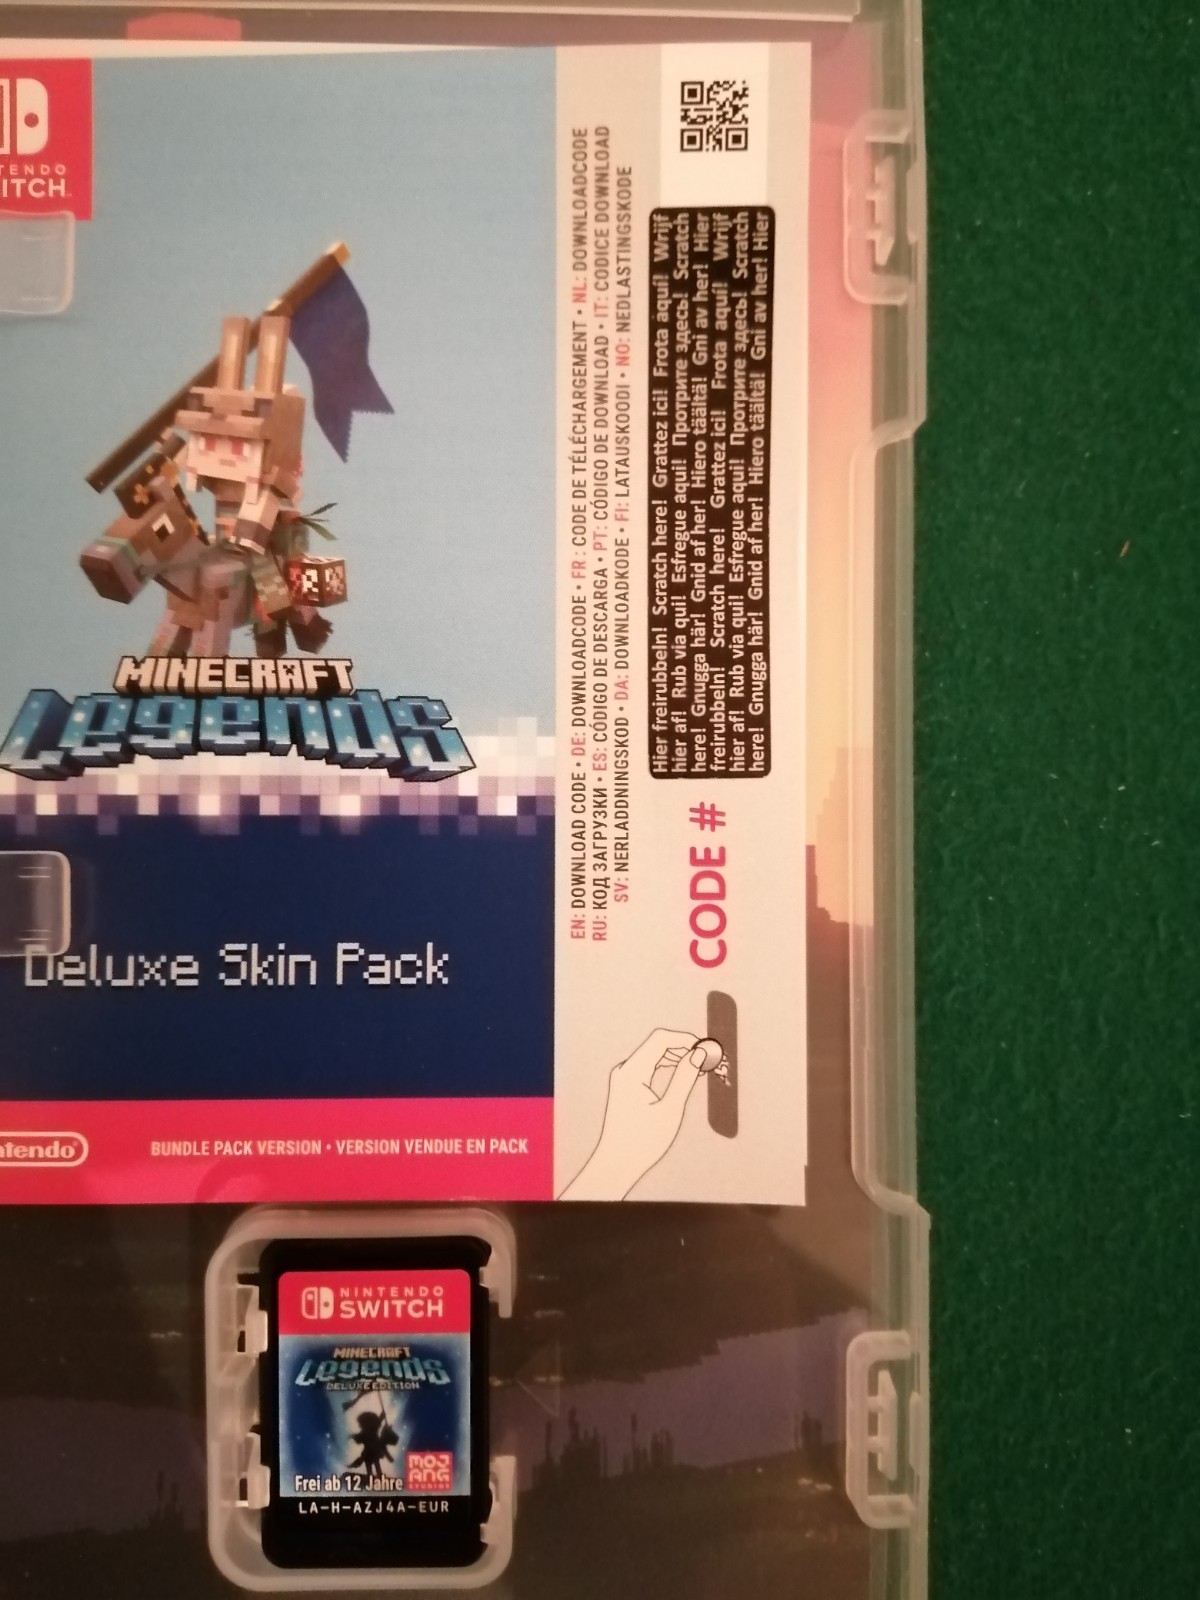 NINTENDO
SWITCH
MINECRAFT
Legends
Deluxe Skin Pack
Nintendo
BUNDLE PACK VERSION • VERSION VENDUE EN PACK
EN: DOWNLOAD CODE • DE: DOWNLOADCODE • FR : CODE DE TÉLÉCHARGEMENT • NL: DOWNLOADCODE
RU: КОД ЗАГРУЗКИ • ES: CÓDIGO DE DESCARGA • PT: CÓDIGO DE DOWNLOAD • IT: CODICE DOWNLOAD
SV: NERLADDNINGSKOD • DA: DOWNLOADKODE • FI: LATAUSKOODI • NO: NEDLASTINGSKODE
CODE #
Hier freirubbeln! Scratch here! Grattez ici! Frota aquí! Wrijf
hier af! Rub via qui! Esfregue aqui! Протрите здесь! Scratch
here! Gnugga här! Gnid af her! Hiero täältä! Gni av her! Hier
freirubbeln! Scratch here! Grattez ici! Frota aquí! Wrijf
hier af! Rub via qui! Esfregue aqui! Протрите здесь! Scratch
here! Gnugga här! Gnid af her! Hiero täältä! Gni av her! Hier
NINTENDO
SWITCH
MINECRAFT
Legends
DELUXE EDITION
MOJ
ANG
STUDIOS
Frei ab 12 Jahre
LA-H-AZJ4A-EUR